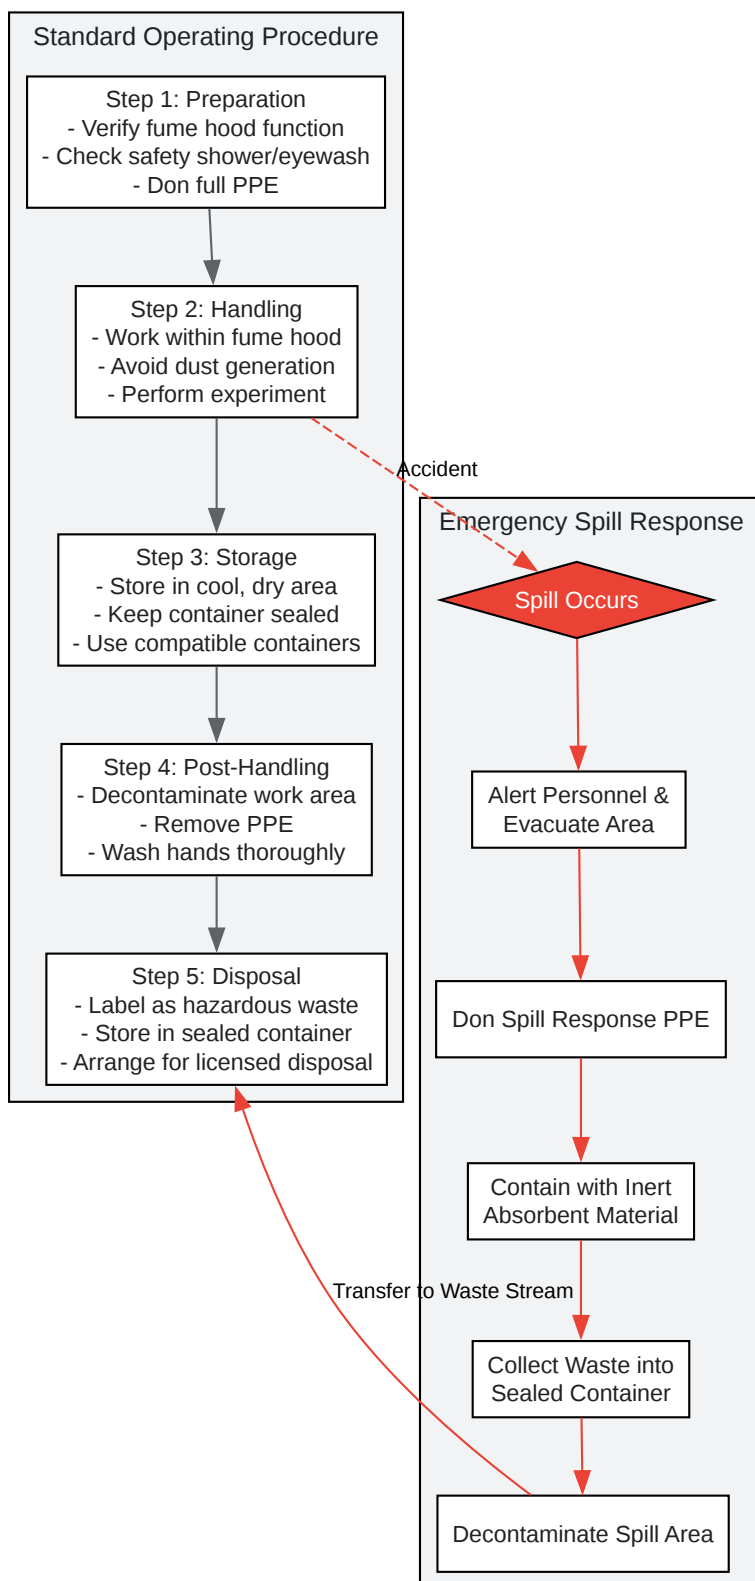 Standard Operating Procedure
Step 1: Preparation
- Verify fume hood function
- Check safety shower/eyewash
- Don full PPE
Step 2: Handling
- Work within fume hood
- Avoid dust generation
- Perform experiment
Accident
Step 3: Storage
- Store in cool, dry area
- Keep container sealed
- Use compatible containers
Step 4: Post-Handling
- Decontaminate work area
- Remove PPE
- Wash hands thoroughly
Step 5: Disposal
- Label as hazardous waste
- Store in sealed container
- Arrange for licensed disposal
Emergency Spill Response
Spill Occurs
Alert Personnel &
Evacuate Area
Don Spill Response PPE
Contain with Inert
Absorbent Material
Transfer to Waste Stream
Collect Waste into
Sealed Container
Decontaminate Spill Area